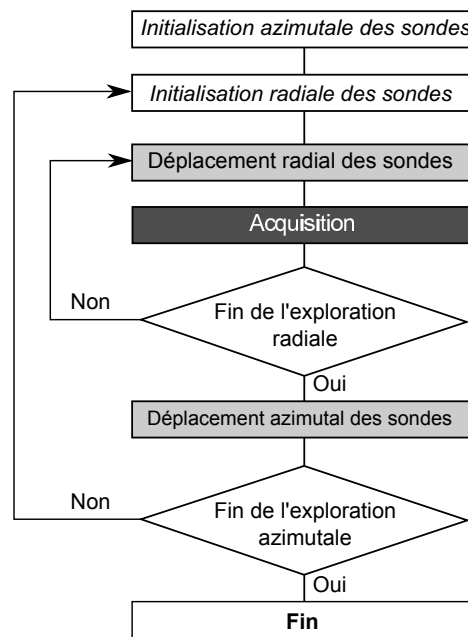 Initialisation azimutale des sondes
Initialisation radiale des sondes
Déplacement radial des sondes
Acquisition
Non
Fin de l'exploration
radiale
Oui
Déplacement azimutal des sondes
Non
Fin de l'exploration
azimutale
Oui
Fin